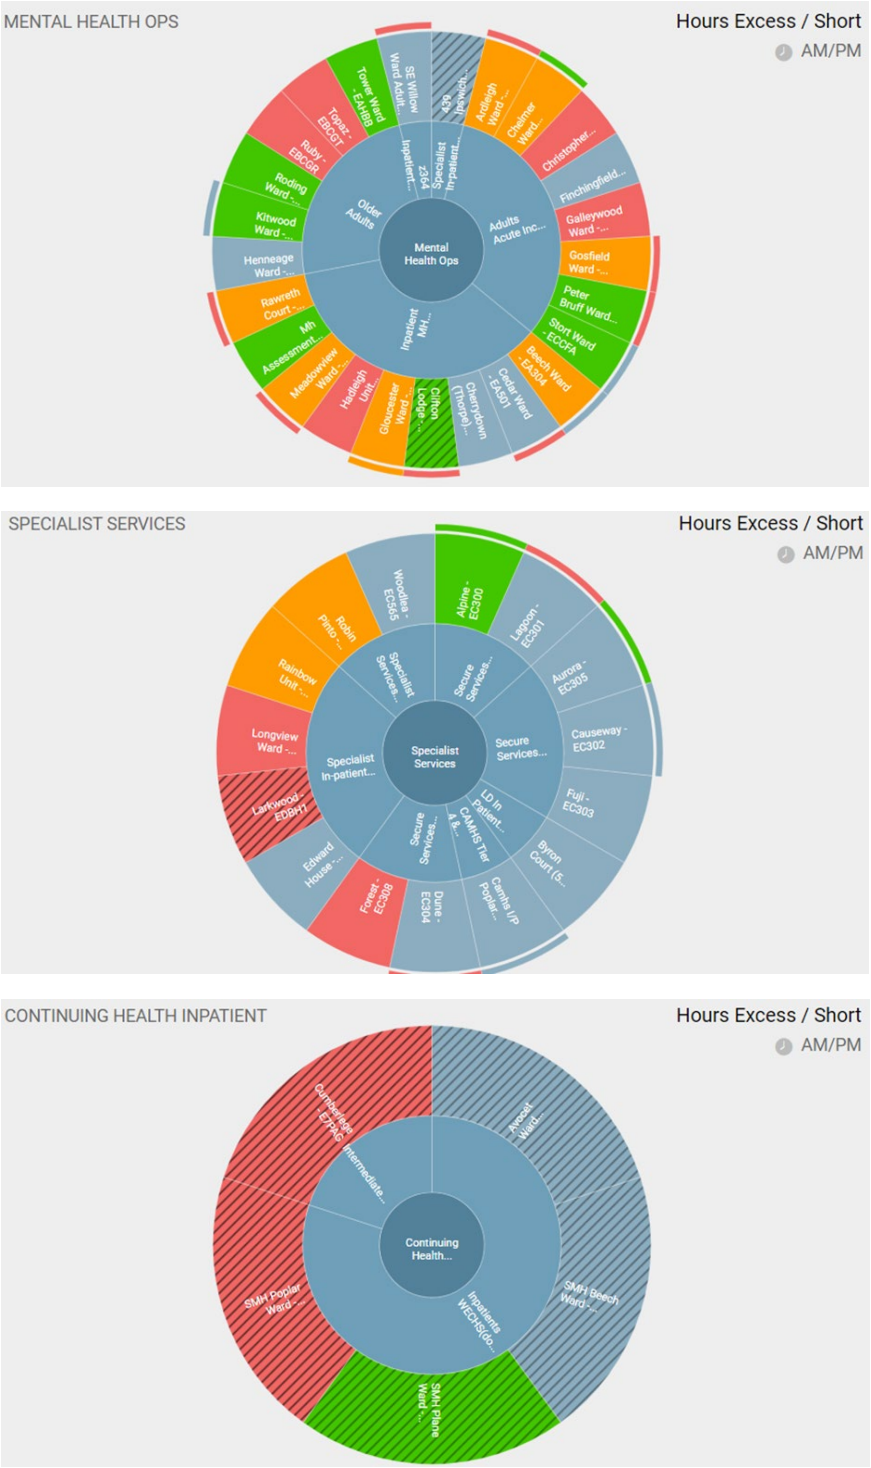 MENTAL HEALTH OPS
Hours Excess / Short
AM/PM
439
Ipswich...
Ardleigh
Ward -...
Chelmer
Ward...
Christopher...
Finchingfield...
Galleywood
Ward -...
Gosfield
Ward -...
Peter
Bruff Ward...
Stort Ward
- ECCFA
Beech Ward
- EA304
Cedar Ward
- EA501
Cherrydown
(Thorpe)...
Clifton
Lodge -...
Gloucester
Ward -...
Hadleigh
Unit...
Meadowview
Ward -...
Mh
Assessment...
Rawreth
Court -...
Henneage
Ward -...
Kitwood
Ward -...
Roding
Ward -...
Ruby -
EBCGR
Topaz -
EBCGT
Tower Ward
- EAHBB
SE Willow
Ward Adult...
Specialist
In-patient...
Adults
Acute Inc...
Inpatient
MH...
Older
Adults
z364
Inpatient...
Mental
Health Ops
SPECIALIST SERVICES
Hours Excess / Short
AM/PM
Alpine -
EC300
Lagoon -
EC301
Aurora -
EC305
Causeway -
EC302
Fuji -
EC303
Byron
Court (5...
Camhs I/P
Poplar...
Dune -
EC304
Forest -
EC308
Edward
House -...
Larkwood -
EDBH1
Longview
Ward -...
Rainbow
Unit -...
Robin
Pinto -...
Woodlea -
EC565
Secure
Services...
Secure
Services...
LD In
Patient...
CAMHS Tier
4 &...
Secure
Services...
Specialist
In-patient...
Specialist
Services...
Specialist
Services
CONTINUING HEALTH INPATIENT
Hours Excess / Short
AM/PM
Avocet
Ward...
SMH Beech
Ward -...
SMH Plane
Ward -...
SMH Poplar
Ward -...
Cumberlege
- E7PAG
Intermediate...
Inpatients
WECHS(do...
Continuing
Health...